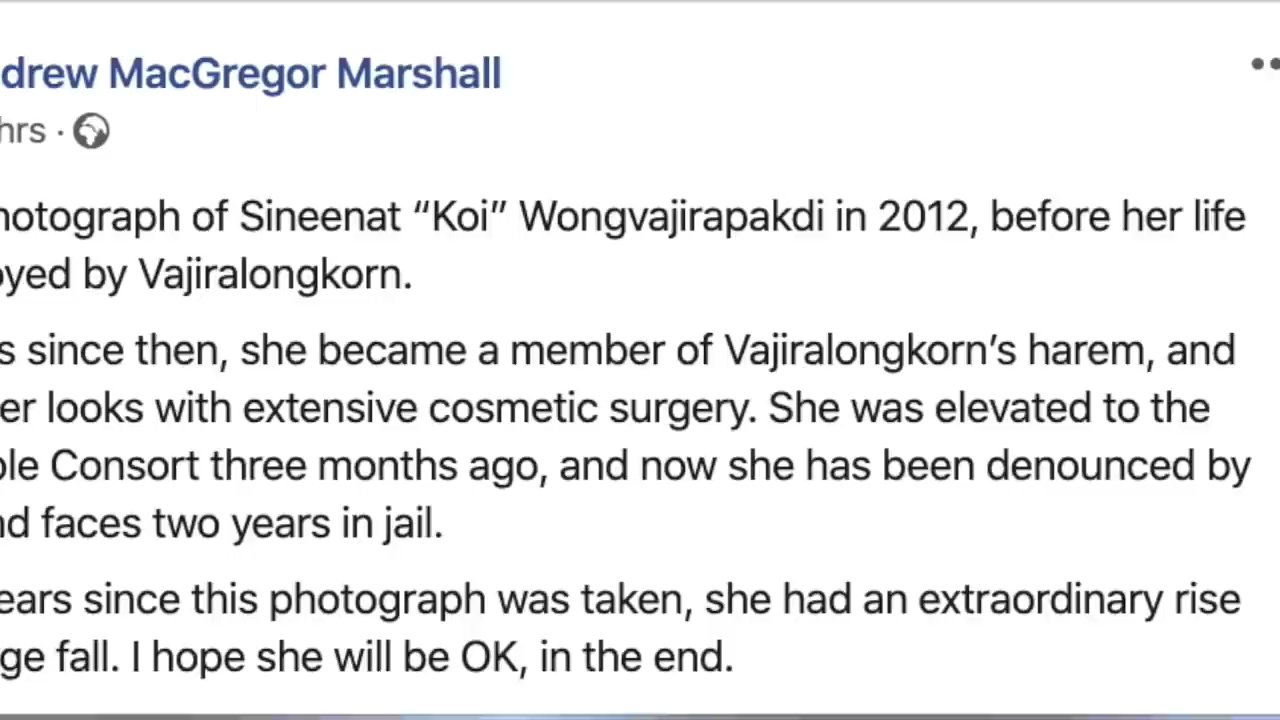 drew MacGregor Marshall
hrs ·
hotograph of Sineenat “Koi” Wongvajirapakdi in 2012, before her life
oyed by Vajiralongkorn.
s since then, she became a member of Vajiralongkorn’s harem, and
er looks with extensive cosmetic surgery. She was elevated to the
ole Consort three months ago, and now she has been denounced by
nd faces two years in jail.
ears since this photograph was taken, she had an extraordinary rise
ge fall. I hope she will be OK, in the end.